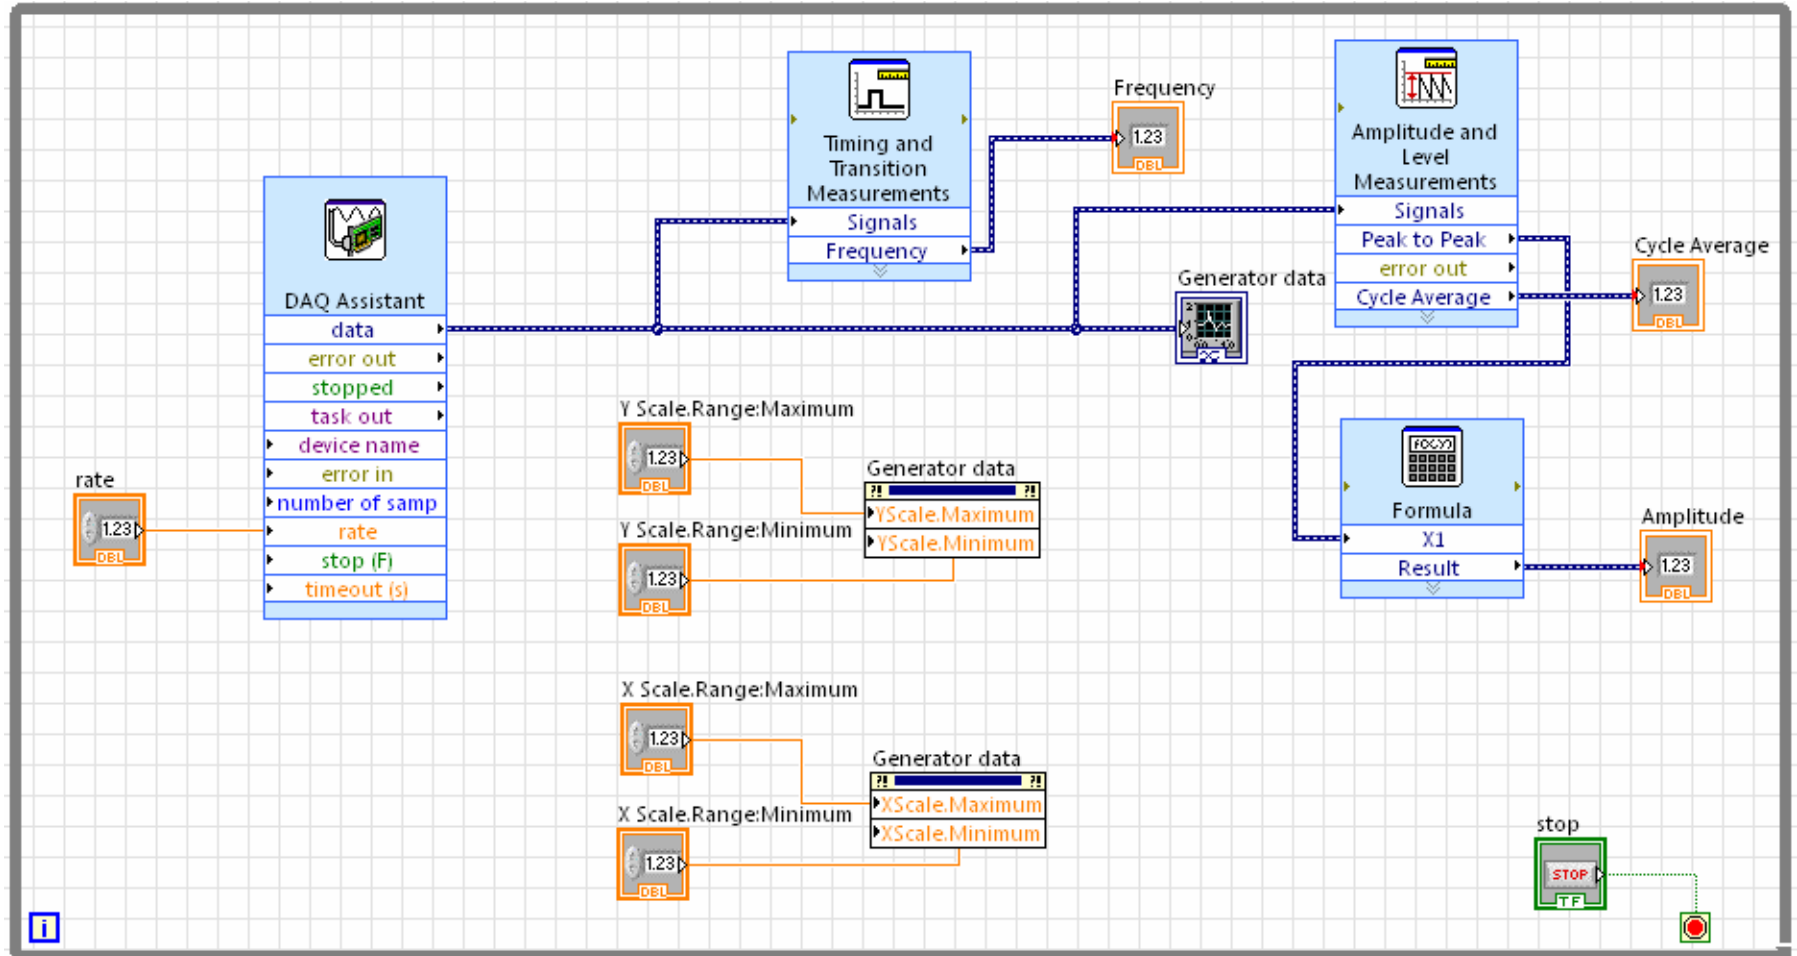 Frequency
1.23
DBL
Timing and
Transition
Measurements
Signals
Frequency
Amplitude and
Level
Measurements
Signals
Peak to Peak
error out
Cycle Average
Cycle Average
1.23
DBL
Generator data
DAQ Assistant
data
error out
stopped
task out
device name
error in
number of samp
rate
stop (F)
timeout (s)
rate
1.23
DBL
Y Scale.Range:Maximum
1.23
DBL
Y Scale.Range:Minimum
1.23
DBL
Generator data
?! ?!
YScale.Maximum
YScale.Minimum
f(x,y)
Formula
X1
Result
Amplitude
1.23
DBL
X Scale.Range:Maximum
1.23
DBL
X Scale.Range:Minimum
1.23
DBL
Generator data
?! ?!
XScale.Maximum
XScale.Minimum
stop
STOP
TF
i